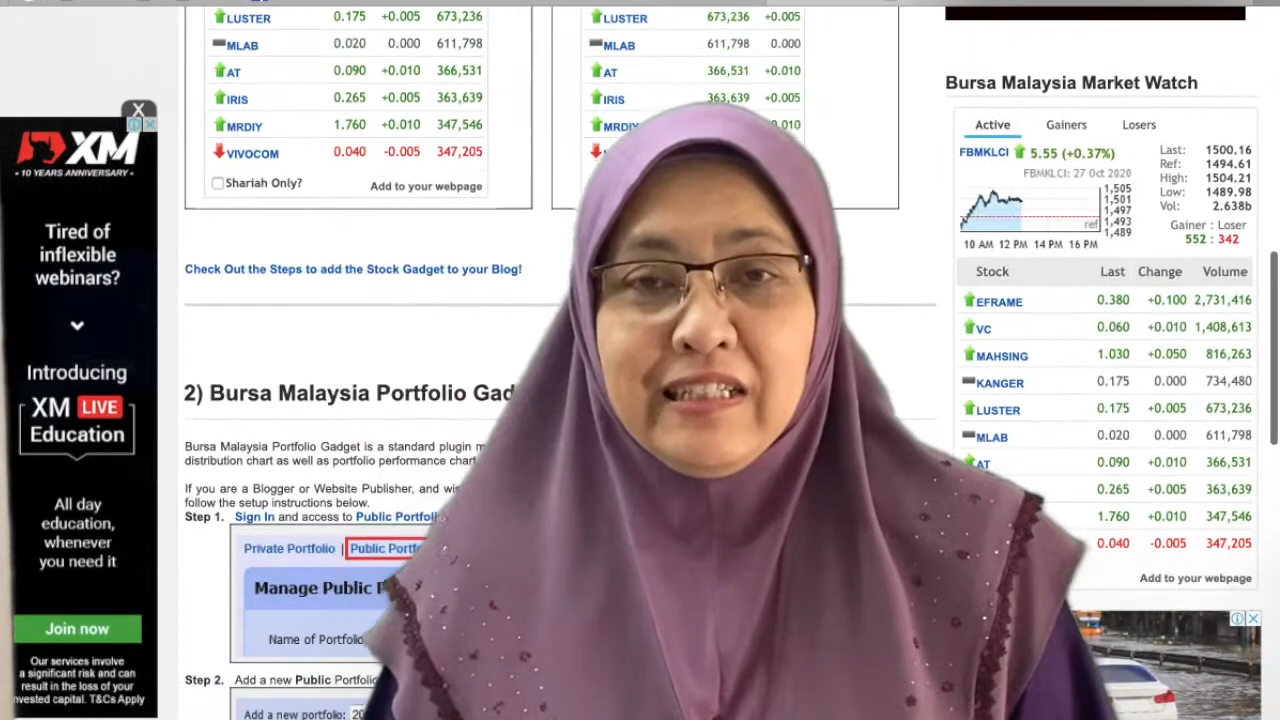 LUSTER 0.175 +0.005 673,236
MLAB 0.020 0.000 611,798
AT 0.090 +0.010 366,531
IRIS 0.265 +0.005 363,639
MRDIY 1.760 +0.010 347,546
VIVOCOM 0.040 -0.005 347,205
Shariah Only? Add to your webpage
LUSTER 673,236 +0.005
MLAB 611,798 0.000
AT 366,531 +0.010
IRIS 363,639 +0.005
MRDIY
Check Out the Steps to add the Stock Gadget to your Blog!
2) Bursa Malaysia Portfolio
Bursa Malaysia Portfolio Gadget is a standard plugin
distribution chart as well as portfolio performance chart
If you are a Blogger or Website Publisher, and
follow the setup instructions below.
Step 1. Sign In and access to Public
Private Portfolio | Public
Manage Public
Name of Portfolio
Step 2. Add a new Public Portfolio
Add a new portfolio:
X
XM
10 YEARS ANNIVERSARY
Tired of
inflexible
webinars?
Introducing
XM LIVE
Education
All day
education,
whenever
you need it
Join now
Our services involve
a significant risk and can
result in the loss of your
invested capital. T&Cs Apply
Bursa Malaysia Market Watch
Active Gainers Losers
FBMKLCI 5.55 (+0.37%)
FBMKLCI: 27 Oct 2020
Last: 1500.16
Ref: 1494.61
High: 1504.21
Low: 1489.98
Vol: 2.638b
Gainer : Loser
552 : 342
1,505
1,501
1,497
1,493
1,489
ref
10 AM 12 PM 14 PM 16 PM
Stock Last Change Volume
EFRAME 0.380 +0.100 2,731,416
VC 0.060 +0.010 1,408,613
MAHSING 1.030 +0.050 816,263
KANGER 0.175 0.000 734,480
LUSTER 0.175 +0.005 673,236
MLAB 0.020 0.000 611,798
AT 0.090 +0.010 366,531
0.265 +0.005 363,639
1.760 +0.010 347,546
0.040 -0.005 347,205
Add to your webpage